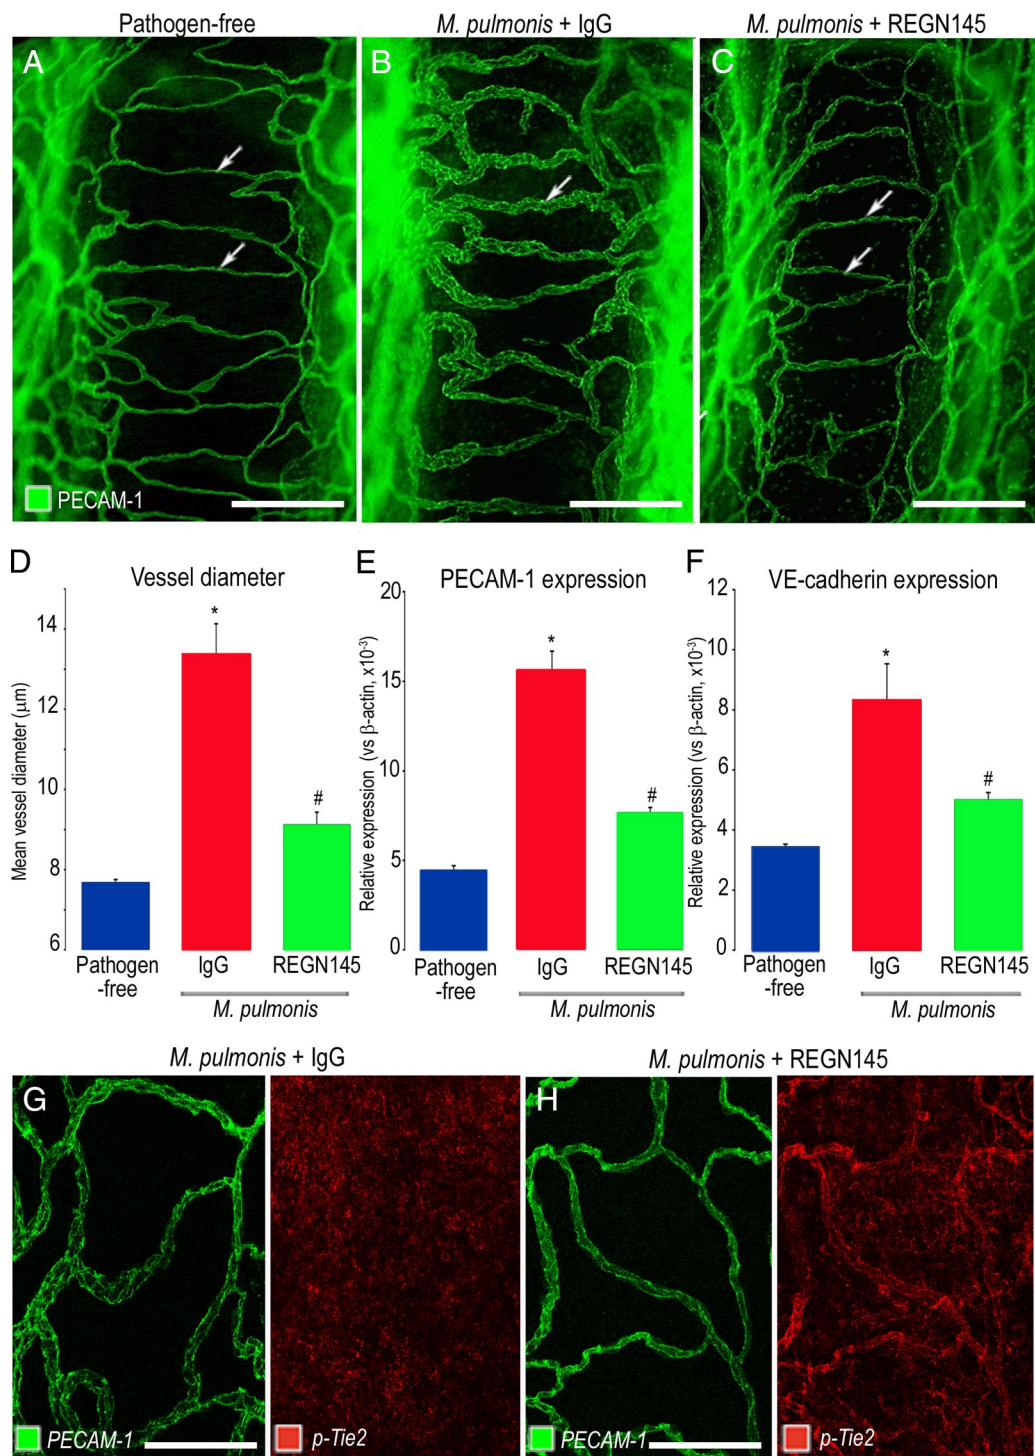 Pathogen-free
M. pulmonis + IgG
M. pulmonis + REGN145
A
B
C
PECAM-1
D
Vessel diameter
Mean vessel diameter (μm)
14
12
10
8
6
*
#
Pathogen
-free
IgG
REGN145
M. pulmonis
E
PECAM-1 expression
Relative expression (vs β-actin, x10⁻³)
20
15
10
5
0
*
#
Pathogen
-free
IgG
REGN145
M. pulmonis
F
VE-cadherin expression
Relative expression (vs β-actin, x10⁻³)
12
10
8
6
4
2
0
*
#
Pathogen
-free
IgG
REGN145
M. pulmonis
M. pulmonis + IgG
M. pulmonis + REGN145
G
H
PECAM-1
p-Tie2
PECAM-1
p-Tie2